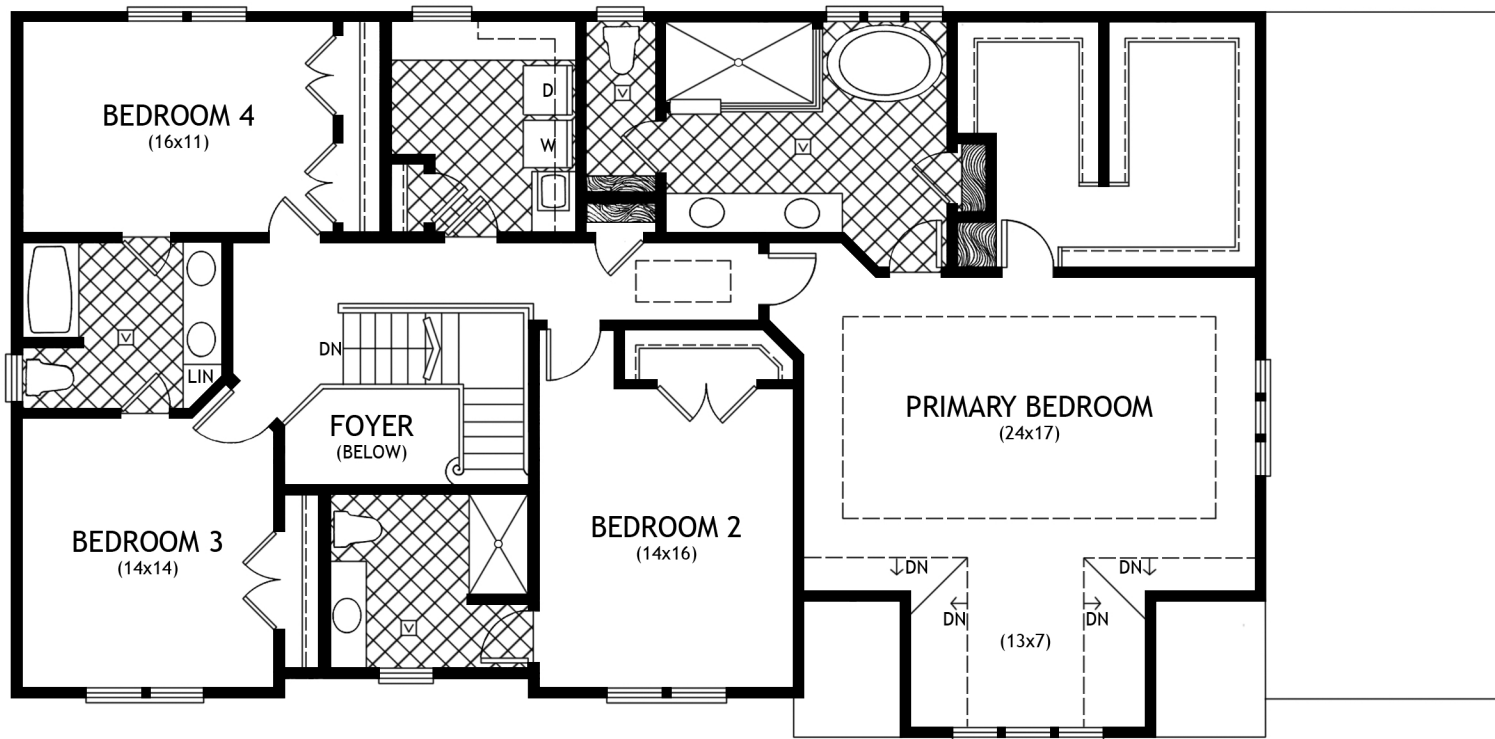 BEDROOM 4
(16x11)
D
W
V
V
V
LIN
DN
FOYER
(BELOW)
PRIMARY BEDROOM
(24x17)
BEDROOM 3
(14x14)
BEDROOM 2
(14x16)
V
DN
DN
DN
DN
(13x7)